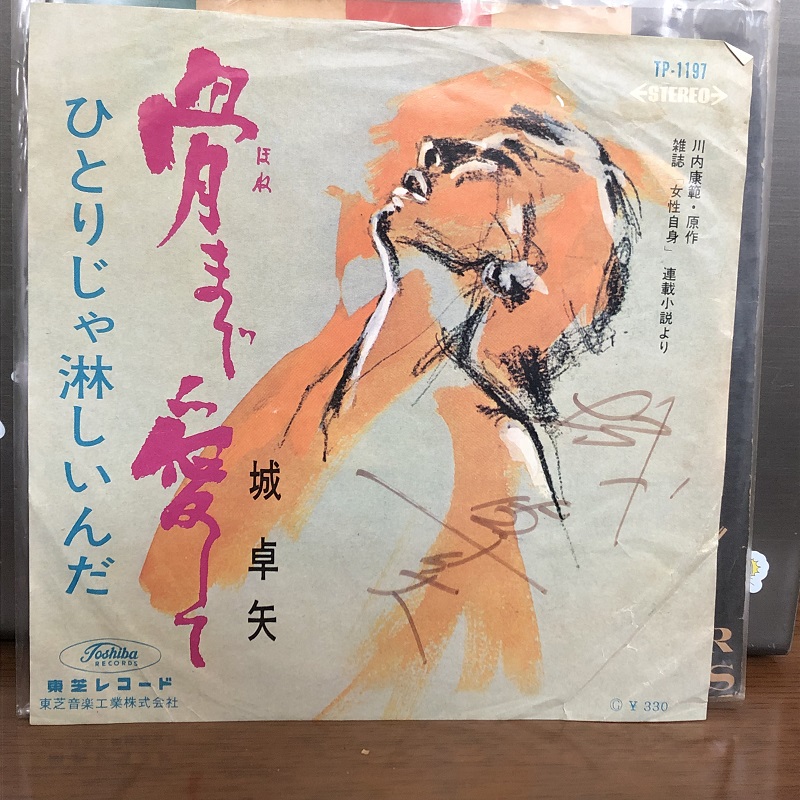 TP-1197
STEREO
川内康範・原作
雑誌「女性自身」連載小説より
骨まで愛して
ほね
ひとりじゃ淋しいんだ
城卓矢
Toshiba
RECORDS
東芝レコード
東芝音楽工業株式会社
© ¥ 330
R
S